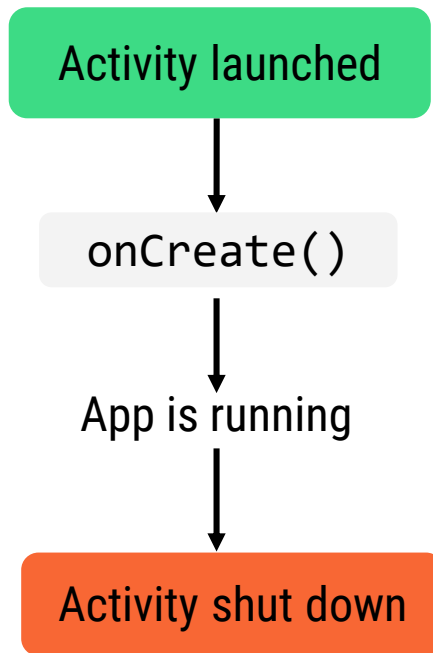 Activity launched
onCreate()
App is running
Activity shut down